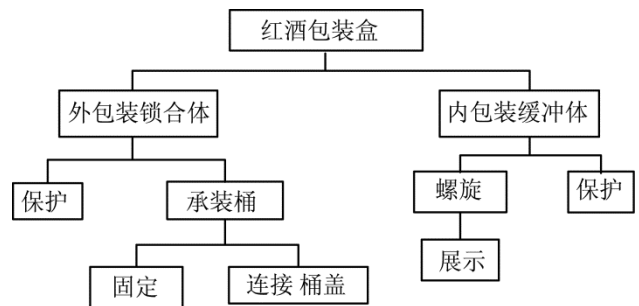 红酒包装盒
外包装锁合体
内包装缓冲体
保护
承装桶
螺旋
保护
固定
连接 桶盖
展示